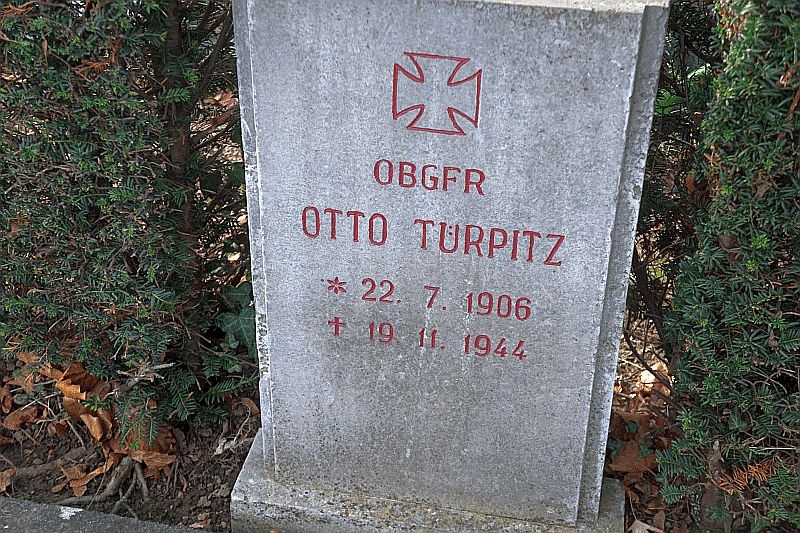 OBGFR
OTTO TÜRPITZ
* 22. 7. 1906
✝ 19. 11. 1944